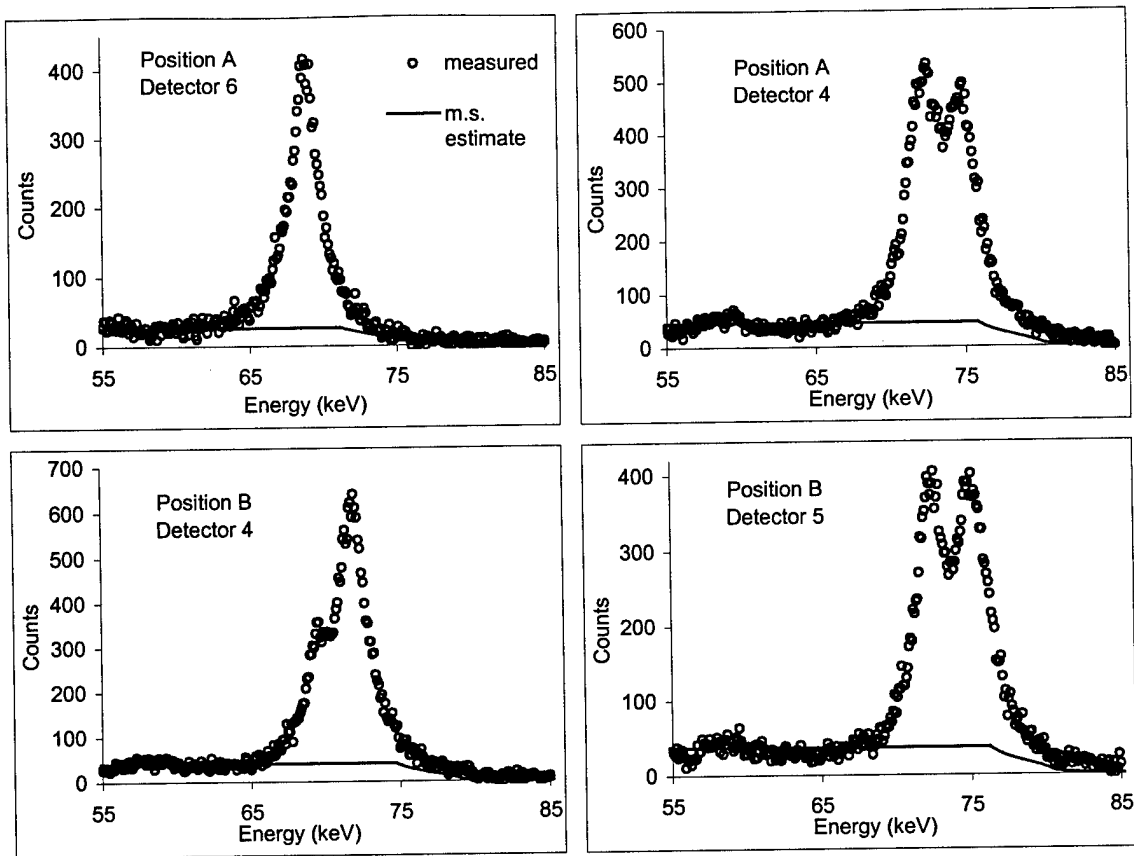 Position A
Detector 6
measured
m.s.
estimate
400
300
200
100
0
Counts
55
65
75
85
Energy (keV)
Position A
Detector 4
600
500
400
300
200
100
0
Counts
55
65
75
85
Energy (keV)
Position B
Detector 4
700
600
500
400
300
200
100
0
Counts
55
65
75
85
Energy (keV)
Position B
Detector 5
400
300
200
100
0
Counts
55
65
75
85
Energy (keV)